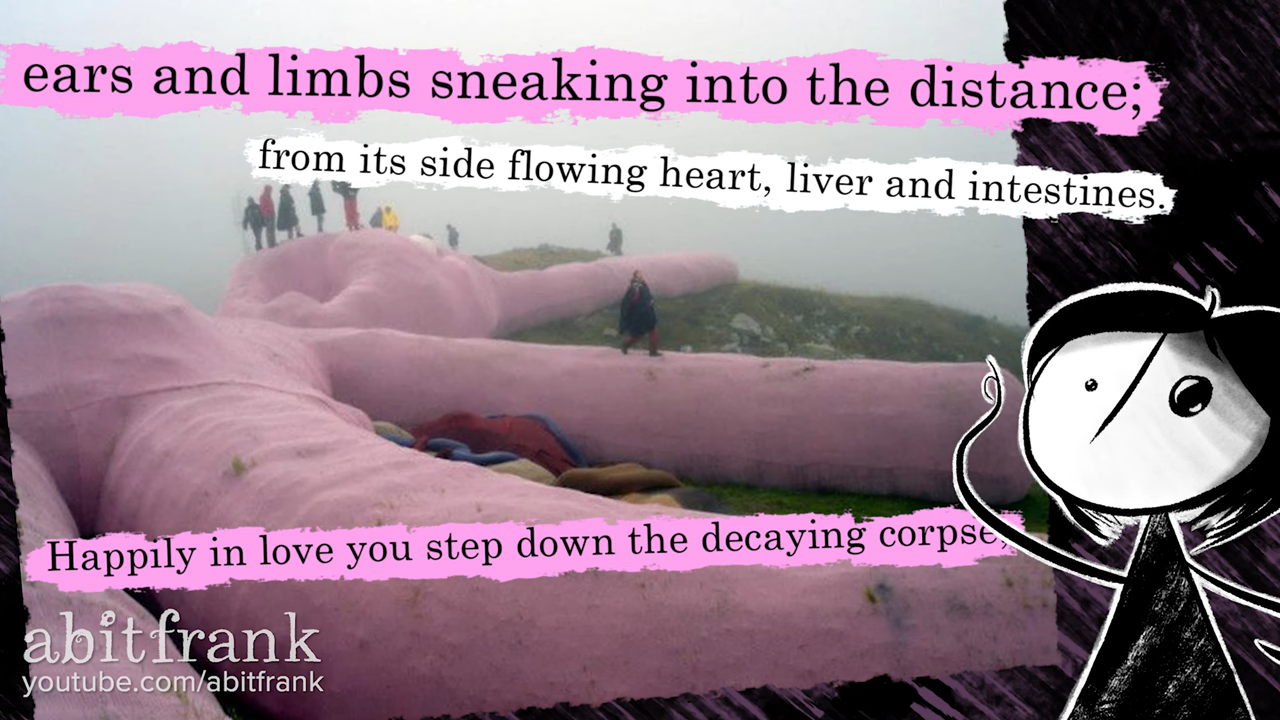 ears and limbs sneaking into the distance;
from its side flowing heart, liver and intestines.
Happily in love you step down the decaying corpse,
abitfrank
youtube.com/abitfrank